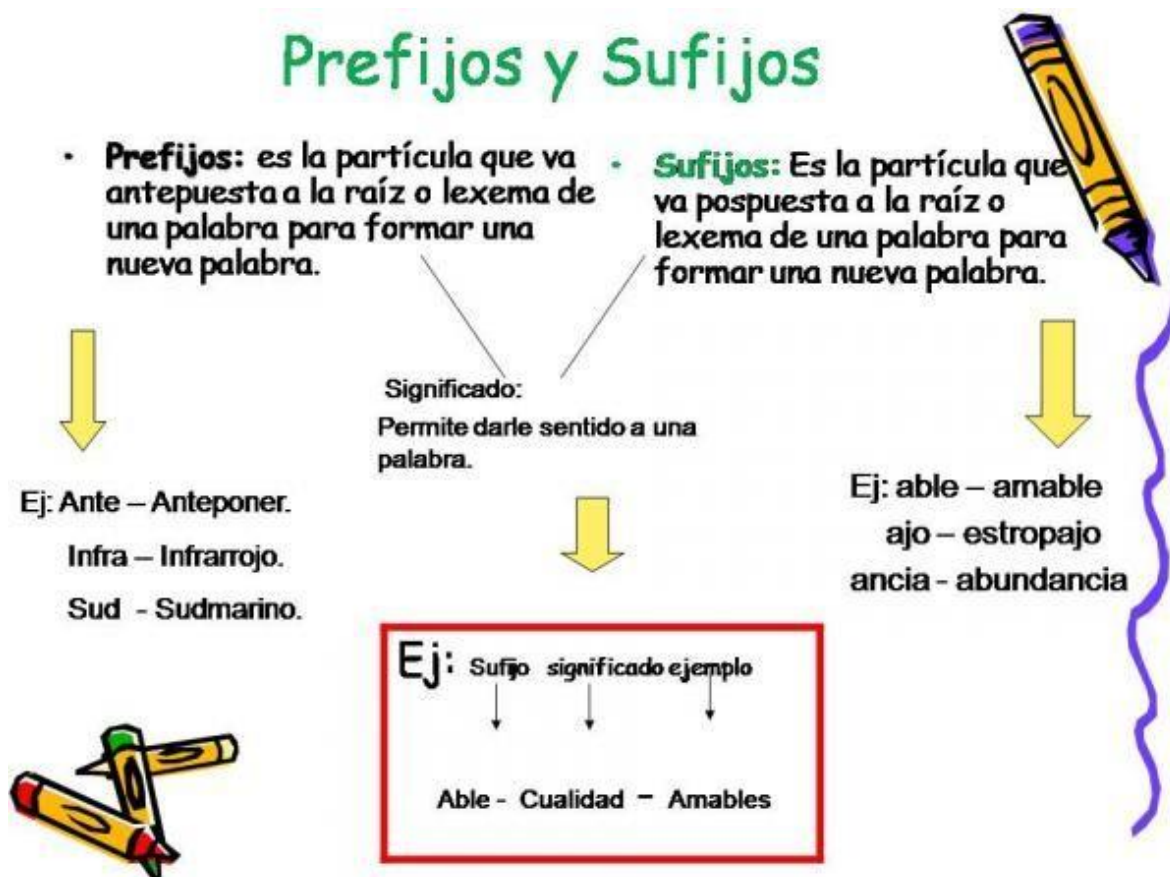 Prefijos y Sufijos
• Prefijos: es la partícula que va
antepuesta a la raíz o lexema de
una palabra para formar una
nueva palabra.
• Sufijos: Es la partícula que
va pospuesta a la raíz o
lexema de una palabra para
formar una nueva palabra.
Significado:
Permite darle sentido a una
palabra.
Ej: Ante – Anteponer.
Infra – Infrarrojo.
Sud - Sudmarino.
Ej: able – amable
ajo – estropajo
ancia - abundancia
Ej: Sufijo significado ejemplo
Able - Cualidad – Amables